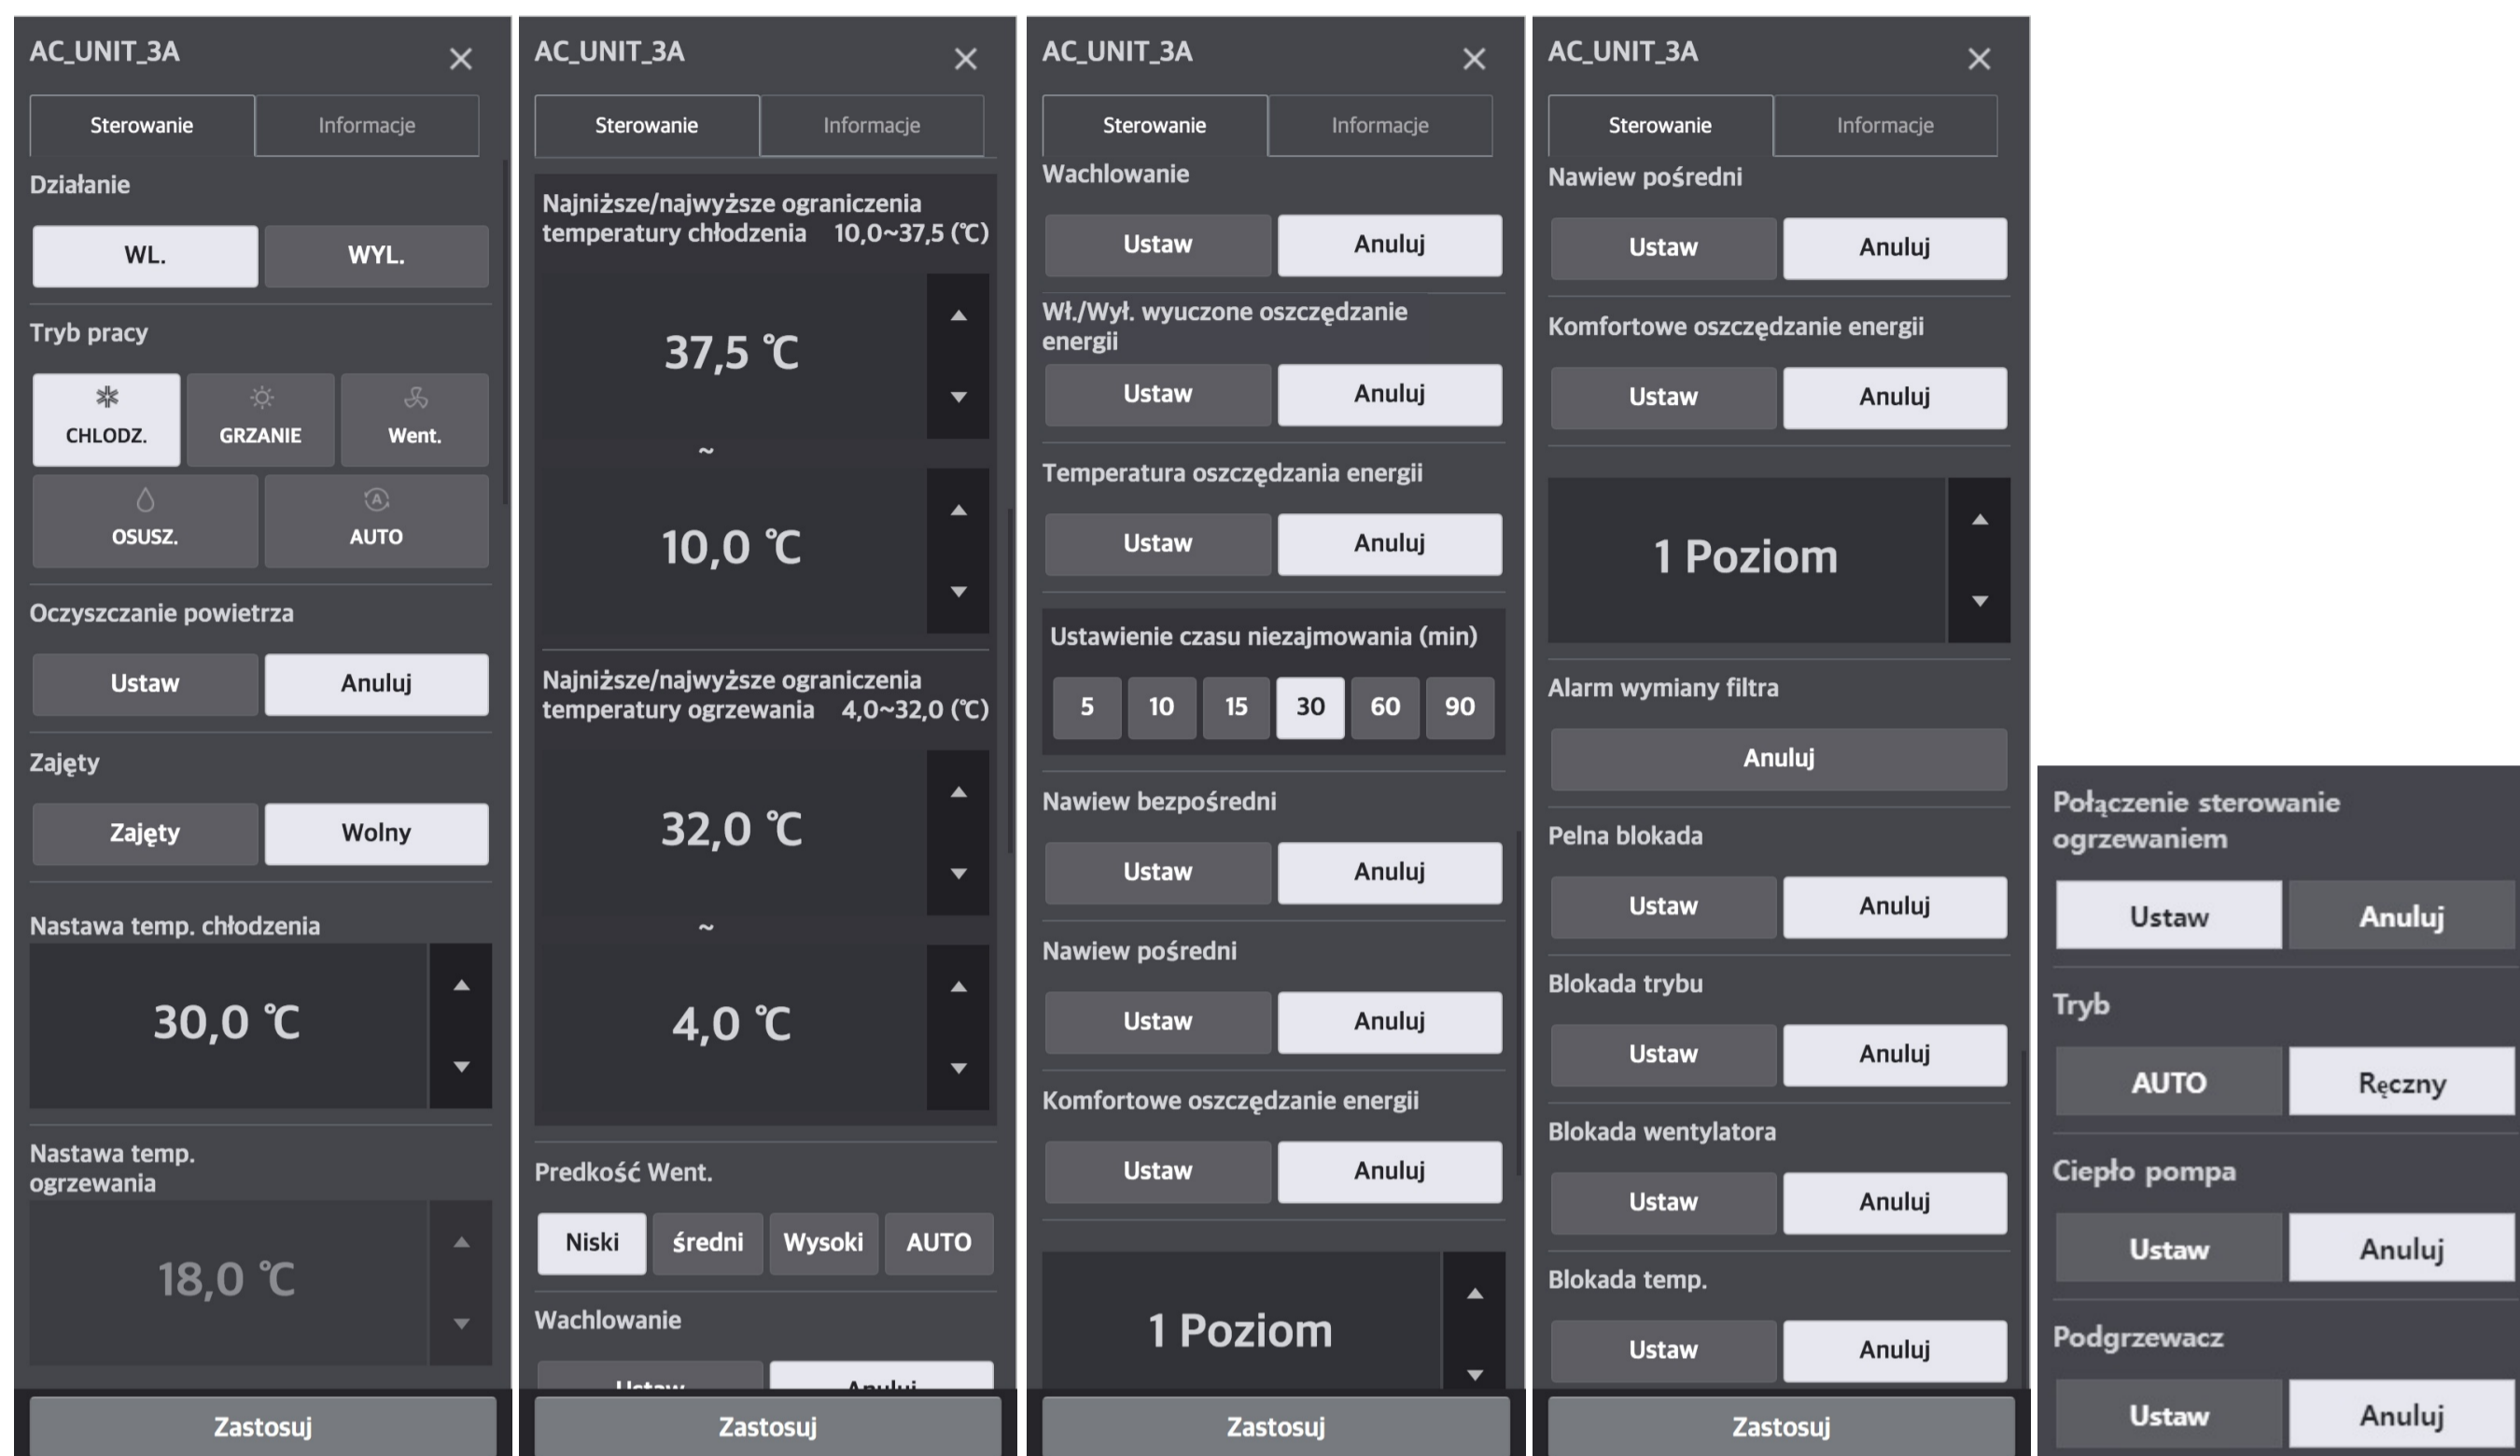 AC_UNIT_3A
Sterowanie Informacje
Działanie
WL. WYL.
Tryb pracy
CHLODZ. GRZANIE Went.
OSUSZ. AUTO
Oczyszczanie powietrza
Ustaw Anuluj
Zajęty
Zajęty Wolny
Nastawa temp. chłodzenia
30,0 °C
Nastawa temp.
ogrzewania
18,0 °C
Zastosuj
AC_UNIT_3A
Sterowanie Informacje
Najniższe/najwyższe ograniczenia
temperatury chłodzenia 10,0~37,5 (°C)
37,5 °C
~
10,0 °C
Najniższe/najwyższe ograniczenia
temperatury ogrzewania 4,0~32,0 (°C)
32,0 °C
~
4,0 °C
Predkość Went.
Niski średni Wysoki AUTO
Wachlowanie
Ustaw Anuluj
Zastosuj
AC_UNIT_3A
Sterowanie Informacje
Wachlowanie
Ustaw Anuluj
Wł./Wył. wyuczone oszczędzanie
energii
Ustaw Anuluj
Temperatura oszczędzania energii
Ustaw Anuluj
Ustawienie czasu niezajmowania (min)
5 10 15 30 60 90
Nawiew bezpośredni
Ustaw Anuluj
Nawiew pośredni
Ustaw Anuluj
Komfortowe oszczędzanie energii
Ustaw Anuluj
1 Poziom
Zastosuj
AC_UNIT_3A
Sterowanie Informacje
Nawiew pośredni
Ustaw Anuluj
Komfortowe oszczędzanie energii
Ustaw Anuluj
1 Poziom
Alarm wymiany filtra
Anuluj
Pelna blokada
Ustaw Anuluj
Blokada trybu
Ustaw Anuluj
Blokada wentylatora
Ustaw Anuluj
Blokada temp.
Ustaw Anuluj
Zastosuj
Połączenie sterowanie
ogrzewaniem
Ustaw Anuluj
Tryb
AUTO Ręczny
Ciepło pompa
Ustaw Anuluj
Podgrzewacz
Ustaw Anuluj